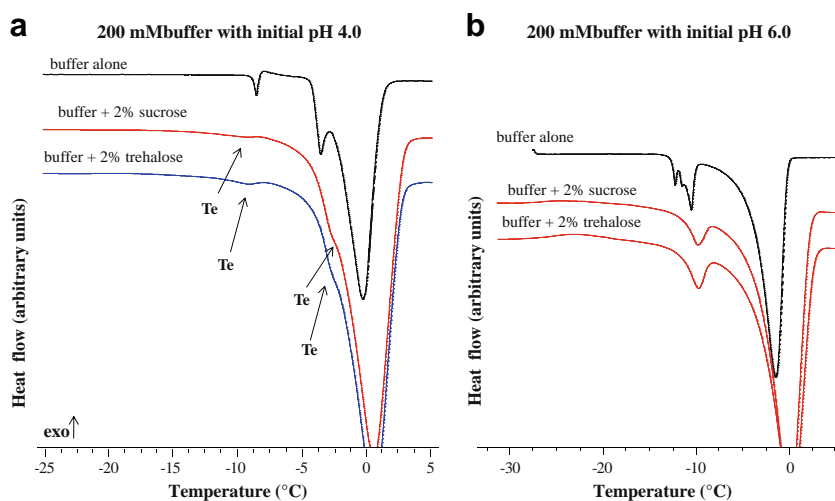 a
200 mMbuffer with initial pH 4.0
buffer alone
buffer + 2% sucrose
buffer + 2% trehalose
Te
Te
Te
Te
exo
Heat flow (arbitrary units)
-25 -20 -15 -10 -5 0 5
Temperature (°C)
b
200 mMbuffer with initial pH 6.0
buffer alone
buffer + 2% sucrose
buffer + 2% trehalose
Heat flow (arbitrary units)
-30 -20 -10 0
Temperature (°C)